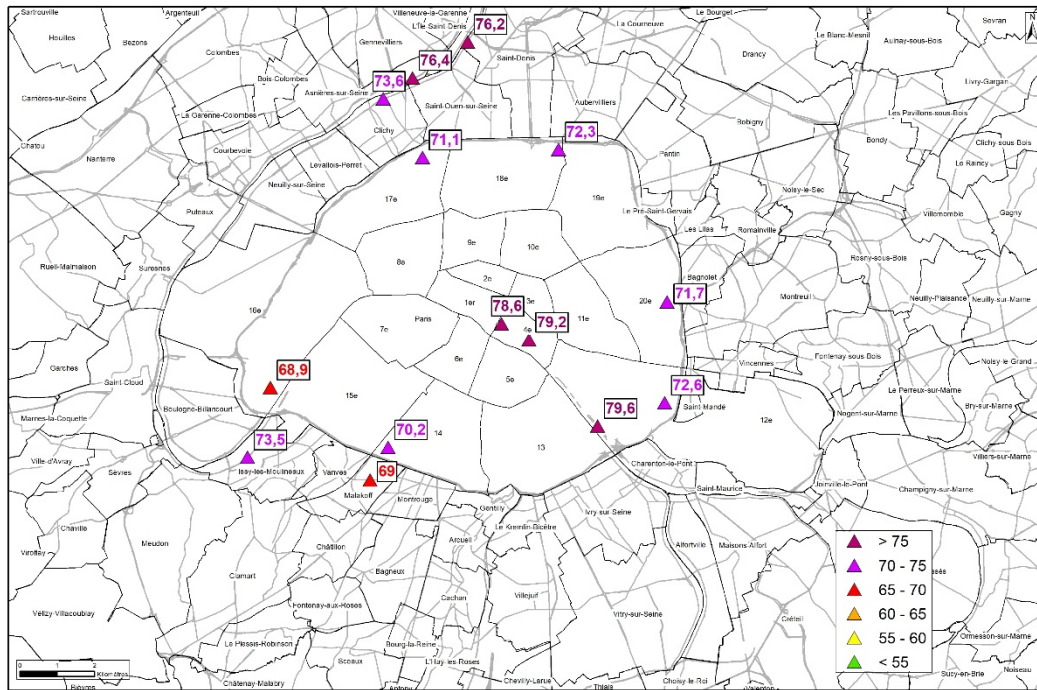 Sartrouville
Argenteuil
Villeneuve-la-Garenne
Le Bourget
Sevran
Houilles
Bezons
L'Ile Saint-Denis
76,2
La Courneuve
Le Blanc-Mesnil
Aulnay-sous-Bois
N
Colombes
Gennevilliers
Saint-Denis
Drancy
76,4
Bois-Colombes
73,6
Livry-Gargan
Carrières-sur-Seine
Asnières-sur-Seine
Saint-Ouen-sur-Seine
Aubervilliers
La Garenne-Colombes
Bobigny
Les Pavillons-sous-Bois
Clichy
72,3
Chatou
71,1
Bondy
Clichy-sous-Bois
Courbevoie
Nanterre
Levallois-Perret
Pantin
Le Raincy
18e
Neuilly-sur-Seine
Noisy-le-Sec
17e
19e
Puteaux
Le Pré-Saint-Gervais
Villemomble
Gagny
Les Lilas
Romainville
9e
10e
Rosny-sous-Bois
8e
Rueil-Malmaison
Suresnes
2e
Bagnolet
71,7
Montreuil
Neuilly-Plaisance
Neuilly-sur-Marne
78,6
3e
20e
1er
16e
Paris
79,2
11e
7e
4e
Vincennes
Fontenay-sous-Bois
6e
Noisy-le-Grand
Garches
68,9
Saint-Cloud
5e
72,6
Le Perreux-sur-Marne
15e
79,6
Saint-Mandé
Bry-sur-Marne
Boulogne-Billancourt
Marnes-la-Coquette
12e
Nogent-sur-Marne
70,2
14
73,5
13
Villiers-sur-Marne
Ville-d'Avray
Sèvres
Issy-les-Moulineaux
Vanves
69
Charenton-le-Pont
Saint-Maurice
Joinville-le-Pont
Champigny-sur-Marne
Malakoff
Montrouge
Gentilly
Ivry sur Seine
Chaville
Le Kremlin-Bicêtre
Viroflay
Meudon
Châtillon
Arcueil
Alfortville
Maisons-Alfort
> 75
Bagneux
70 - 75
Clamart
Vélizy-Villacoublay
Cachan
Villejuif
65 - 70
Fontenay-aux-Roses
Vitry-sur-Seine
60 - 65
Créteil
Le Plessis-Robinson
Bourg-la-Reine
55 - 60
Ormesson-sur-Marne
Sceaux
L'Haÿ-les-Roses
< 55
0 1 2
Kilomètres
Noiseau
Bièvres
Châtenay-Malabry
Antony
Chevilly-Larue
Thiais
Choisy-le-Roi
Valenton
Sucy-en-Brie